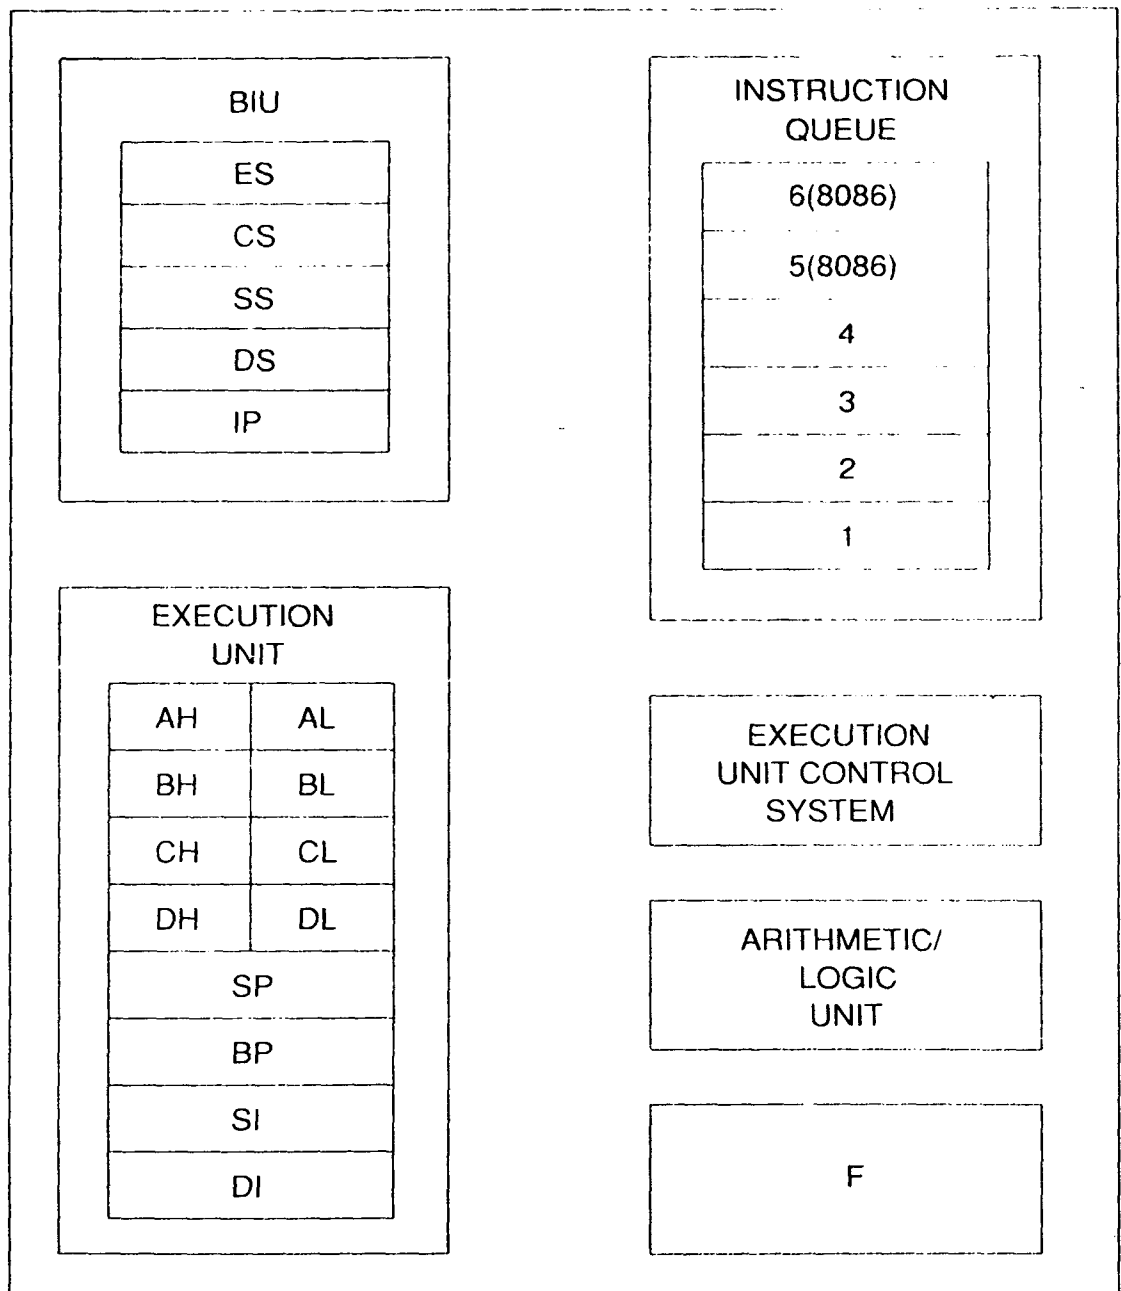 BIU
ES
CS
SS
DS
IP
INSTRUCTION
QUEUE
6(8086)
5(8086)
4
3
2
1
EXECUTION
UNIT
AH AL
BH BL
CH CL
DH DL
SP
BP
SI
DI
EXECUTION
UNIT CONTROL
SYSTEM
ARITHMETIC/
LOGIC
UNIT
F